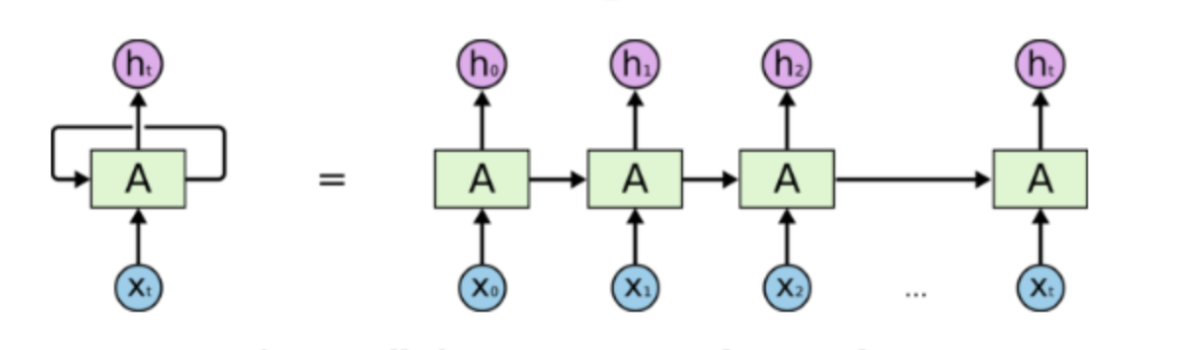 hₜ h₀ h₁ h₂ hₜ
A = A A A A
xₜ x₀ x₁ x₂ ... xₜ